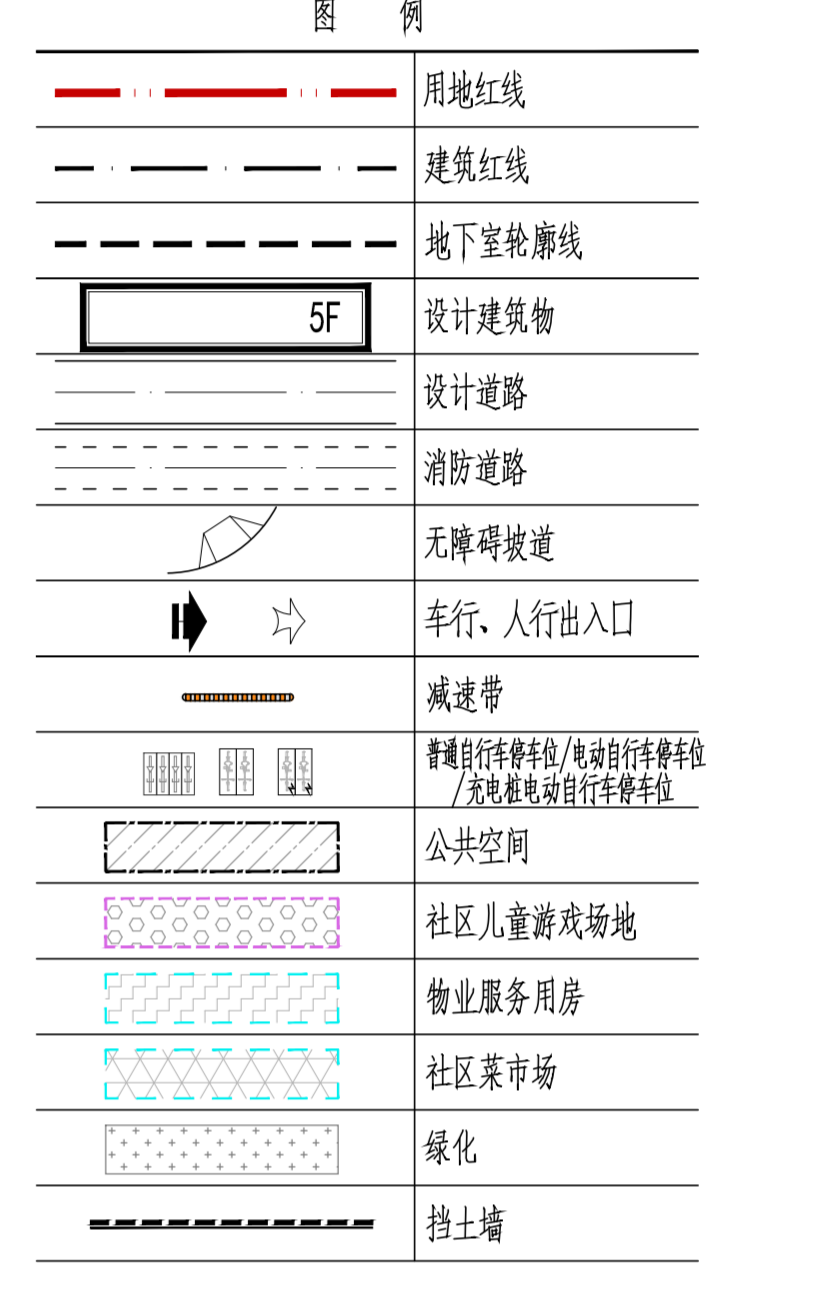 图 例
用地红线
建筑红线
地下室轮廓线
5F
设计建筑物
设计道路
消防道路
无障碍坡道
车行、人行出入口
减速带
普通自行车停车位/电动自行车停车位
/充电桩电动自行车停车位
公共空间
社区儿童游戏场地
物业服务用房
社区菜市场
绿化
挡土墙